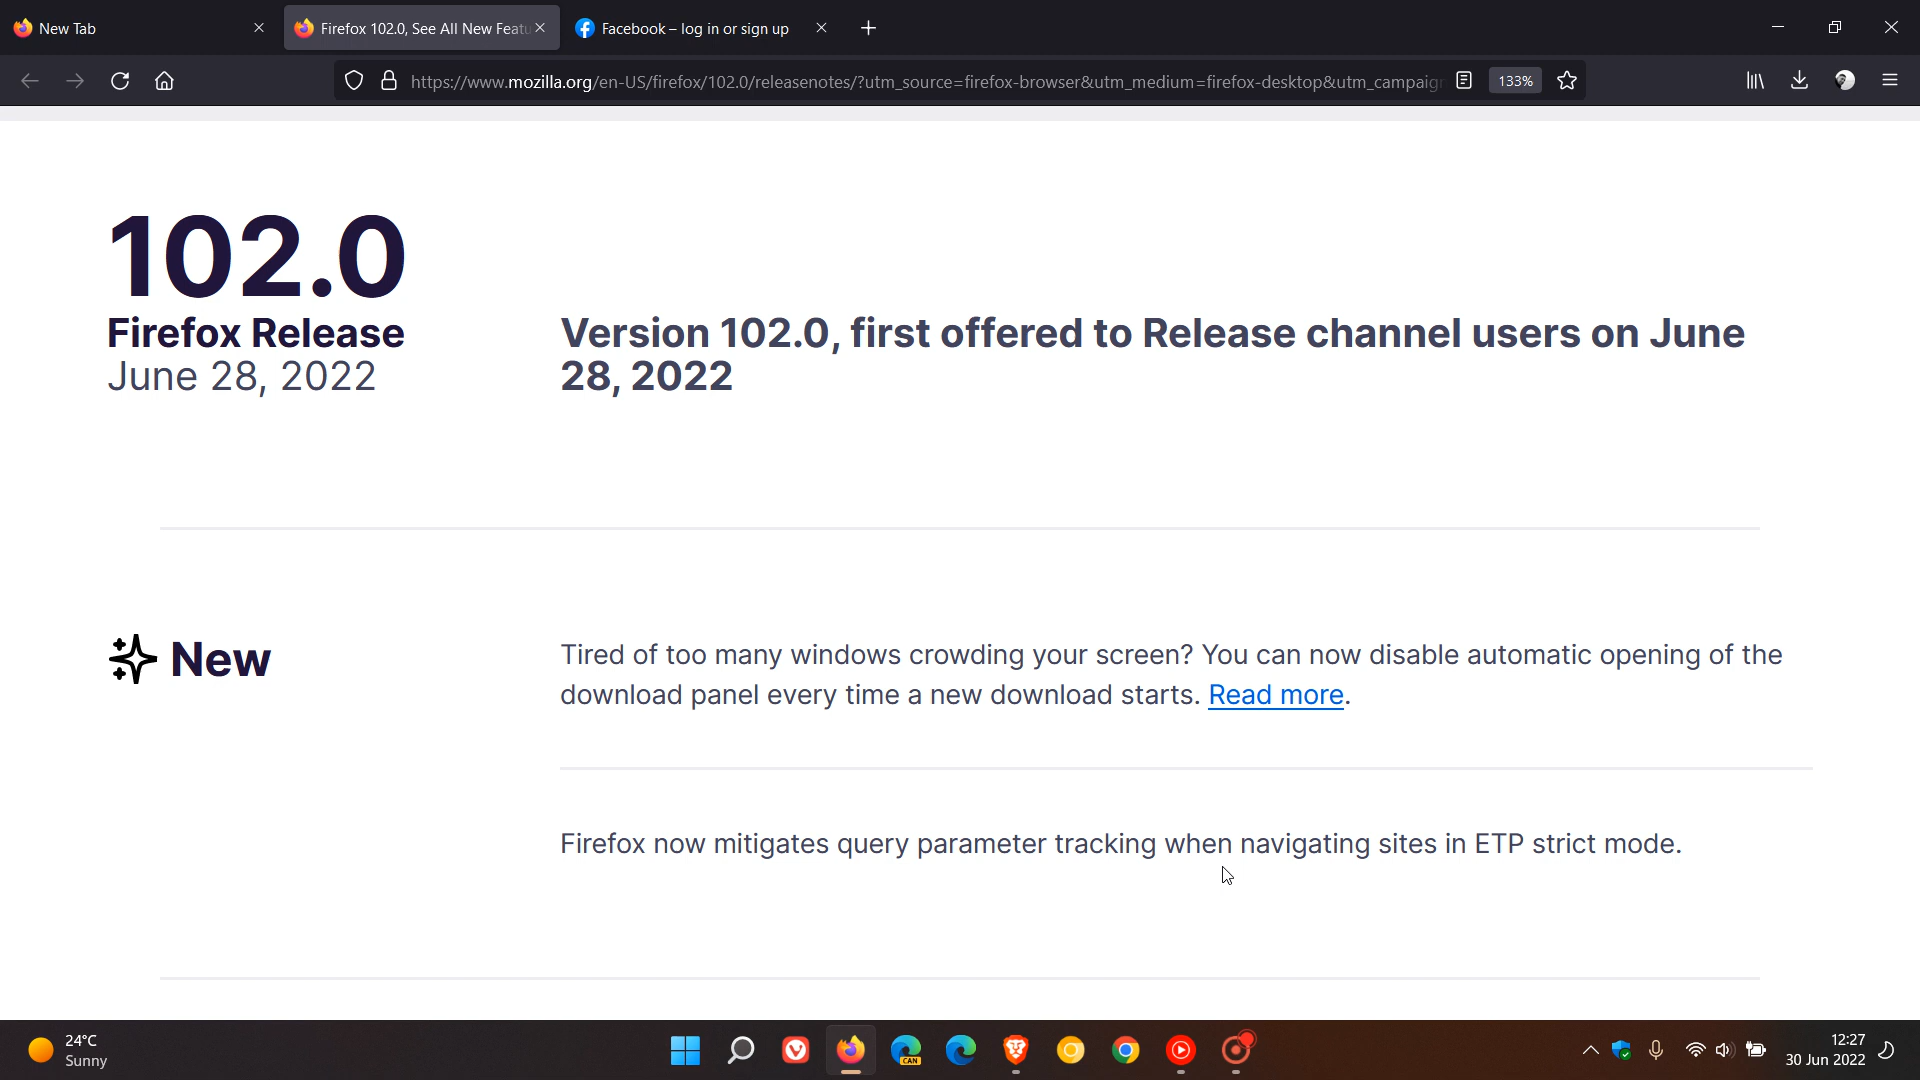 New Tab
Firefox 102.0, See All New Featu
Facebook – log in or sign up
https://www.mozilla.org/en-US/firefox/102.0/releasenotes/?utm_source=firefox-browser&utm_medium=firefox-desktop&utm_campaign
133%
102.0
Firefox Release
June 28, 2022
Version 102.0, first offered to Release channel users on June
28, 2022
New
Tired of too many windows crowding your screen? You can now disable automatic opening of the
download panel every time a new download starts. Read more.
Firefox now mitigates query parameter tracking when navigating sites in ETP strict mode.
24°C
Sunny
CAN
12:27
30 Jun 2022